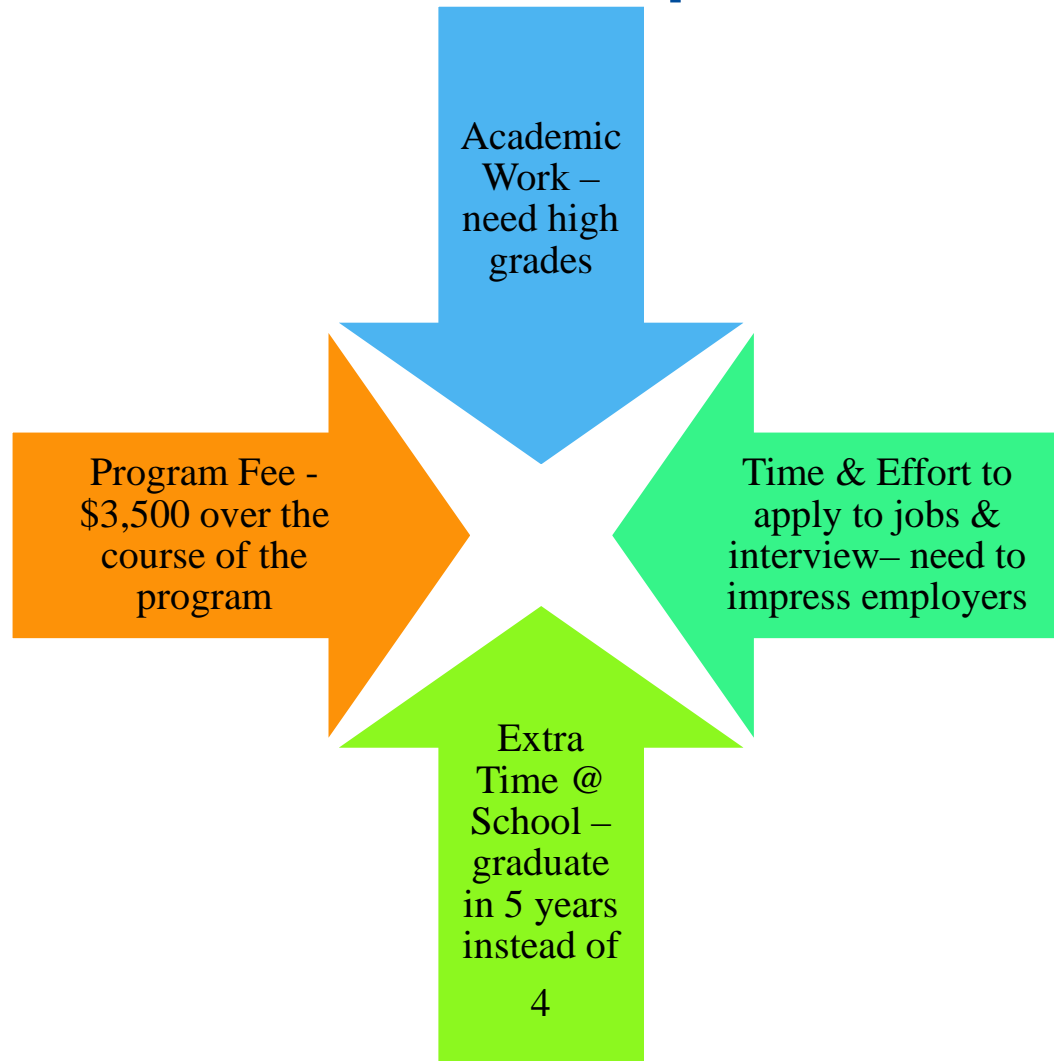 Academic
Work –
need high
grades
Program Fee -
$3,500 over the
course of the
program
Time & Effort to
apply to jobs &
interview– need to
impress employers
Extra
Time @
School –
graduate
in 5 years
instead of
4